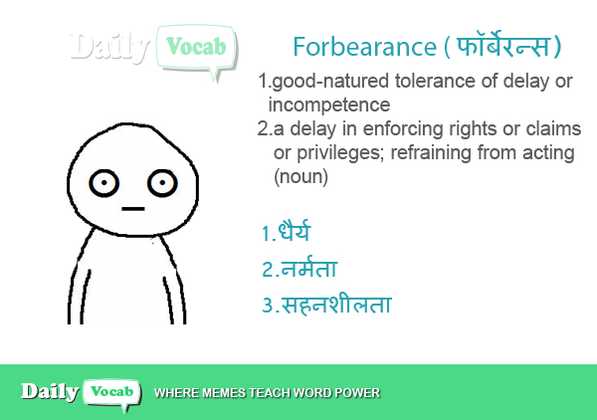 Daily Vocab
Forbearance ( फॉर्बेरन्स)
1.good-natured tolerance of delay or
incompetence
2.a delay in enforcing rights or claims
or privileges; refraining from acting
(noun)
1.धैर्य
2.नर्मता
3.सहनशीलता
Daily Vocab WHERE MEMES TEACH WORD POWER